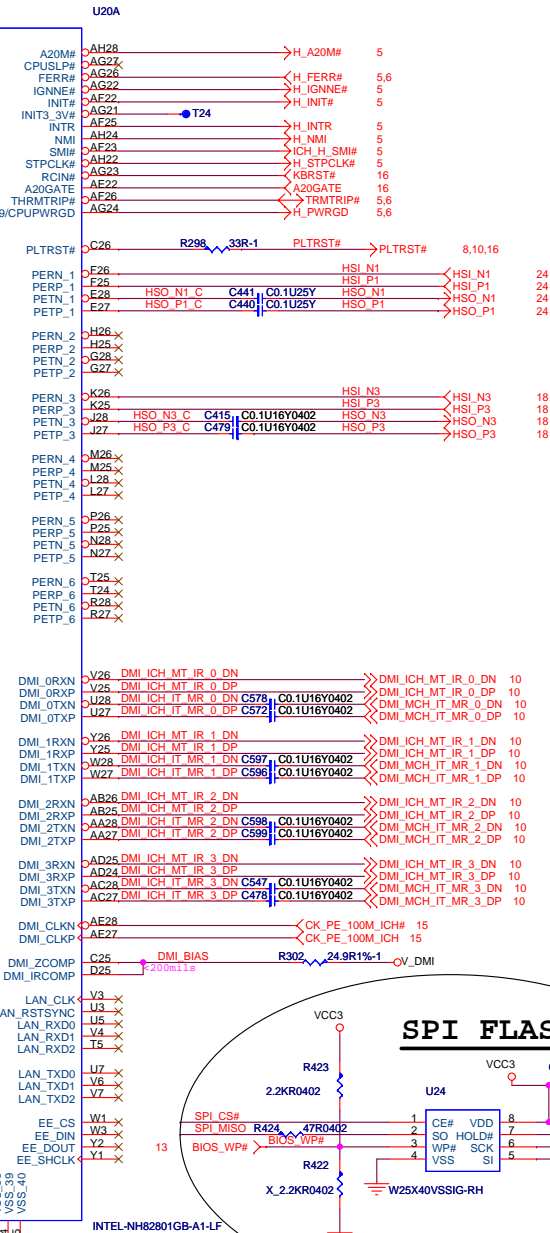 U20A
A20M# AH28 H_A20M# 5
CPUSLP# AG27
FERR# AG26 H_FERR# 5,6
IGNNE# AG22 H_IGNNE# 5
INIT# AF22 H_INIT# 5
INIT3_3V# AG21 T24
INTR AF25 H_INTR 5
NMI AH24 H_NMI 5
SMI# AF23 ICH_H_SMI# 5
STPCLK# AH22 H_STPCLK# 5
RCIN# AG23 KBRST# 16
A20GATE AE22 A20GATE 16
THRMTRIP# AF26 TRMTRIP# 5,6
9/CPUPWRGD AG24 H_PWRGD 5,6
PLTRST# C26 R298 33R-1 PLTRST# PLTRST# 8,10,16
PERN_1 F26 HSI_N1 HSI_N1 24
PERP_1 F25 HSI_P1 HSI_P1 24
PETN_1 E28 HSO_N1_C C441 C0.1U25Y HSO_N1 HSO_N1 24
PETP_1 E27 HSO_P1_C C440 C0.1U25Y HSO_P1 HSO_P1 24
PERN_2 H26
PERP_2 H25
PETN_2 G28
PETP_2 G27
PERN_3 K26 HSI_N3 HSI_N3 18
PERP_3 K25 HSI_P3 HSI_P3 18
PETN_3 J28 HSO_N3_C C415 C0.1U16Y0402 HSO_N3 HSO_N3 18
PETP_3 J27 HSO_P3_C C479 C0.1U16Y0402 HSO_P3 HSO_P3 18
PERN_4 M26
PERP_4 M25
PETN_4 L28
PETP_4 L27
PERN_5 P26
PERP_5 P25
PETN_5 N28
PETP_5 N27
PERN_6 T25
PERP_6 T24
PETN_6 R28
PETP_6 R27
DMI_0RXN V26 DMI_ICH_MT_IR_0_DN DMI_ICH_MT_IR_0_DN 10
DMI_0RXP V25 DMI_ICH_MT_IR_0_DP DMI_ICH_MT_IR_0_DP 10
DMI_0TXN U28 DMI_ICH_IT_MR_0_DN C578 C0.1U16Y0402 DMI_MCH_IT_MR_0_DN 10
DMI_0TXP U27 DMI_ICH_IT_MR_0_DP C572 C0.1U16Y0402 DMI_MCH_IT_MR_0_DP 10
DMI_1RXN Y26 DMI_ICH_MT_IR_1_DN DMI_ICH_MT_IR_1_DN 10
DMI_1RXP Y25 DMI_ICH_MT_IR_1_DP DMI_ICH_MT_IR_1_DP 10
DMI_1TXN W28 DMI_ICH_IT_MR_1_DN C597 C0.1U16Y0402 DMI_MCH_IT_MR_1_DN 10
DMI_1TXP W27 DMI_ICH_IT_MR_1_DP C596 C0.1U16Y0402 DMI_MCH_IT_MR_1_DP 10
DMI_2RXN AB26 DMI_ICH_MT_IR_2_DN DMI_ICH_MT_IR_2_DN 10
DMI_2RXP AB25 DMI_ICH_MT_IR_2_DP DMI_ICH_MT_IR_2_DP 10
DMI_2TXN AA28 DMI_ICH_IT_MR_2_DN C598 C0.1U16Y0402 DMI_MCH_IT_MR_2_DN 10
DMI_2TXP AA27 DMI_ICH_IT_MR_2_DP C599 C0.1U16Y0402 DMI_MCH_IT_MR_2_DP 10
DMI_3RXN AD25 DMI_ICH_MT_IR_3_DN DMI_ICH_MT_IR_3_DN 10
DMI_3RXP AD24 DMI_ICH_MT_IR_3_DP DMI_ICH_MT_IR_3_DP 10
DMI_3TXN AC28 DMI_ICH_IT_MR_3_DN C547 C0.1U16Y0402 DMI_MCH_IT_MR_3_DN 10
DMI_3TXP AC27 DMI_ICH_IT_MR_3_DP C478 C0.1U16Y0402 DMI_MCH_IT_MR_3_DP 10
DMI_CLKN AE28 CK_PE_100M_ICH# 15
DMI_CLKP AE27 CK_PE_100M_ICH 15
DMI_ZCOMP C25 DMI_BIAS R302 24.9R1%-1 V_DMI
DMI_IRCOMP D25 <200mils
LAN_CLK V3
AN_RSTSYNC U3
LAN_RXD0 U5
LAN_RXD1 V4
LAN_RXD2 T5
LAN_TXD0 U7
LAN_TXD1 V6
LAN_TXD2 V7
VCC3
SPI FLAS
VCC3
R423
2.2KR0402
U24
EE_CS W1 SPI_CS# 1 CE# VDD 8
EE_DIN W3 SPI_MISO R424 47R0402 2 SO HOLD# 7
EE_DOUT Y2 13 BIOS_WP# BIOS_WP# 3 WP# SCK 6
EE_SHCLK Y1 4 VSS SI 5
R422
X_2.2KR0402
W25X40VSSIG-RH
VSS_39
VSS_40
INTEL-NH82801GB-A1-LF